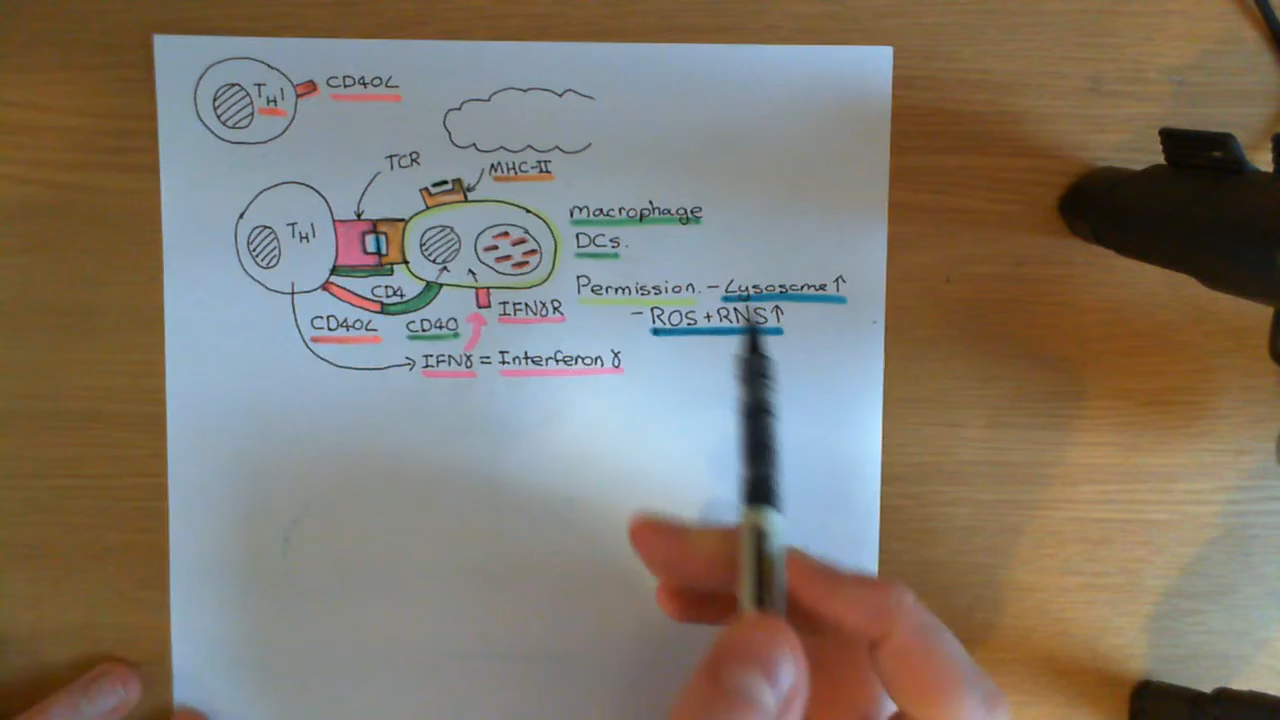 TH1 CD40L
TCR
MHC-II
TH1
Macrophage
DCs.
CD4
Permission. - Lysosome↑
- ROS+RNS↑
CD40L CD40 IFNγR
IFNγ = Interferon γ